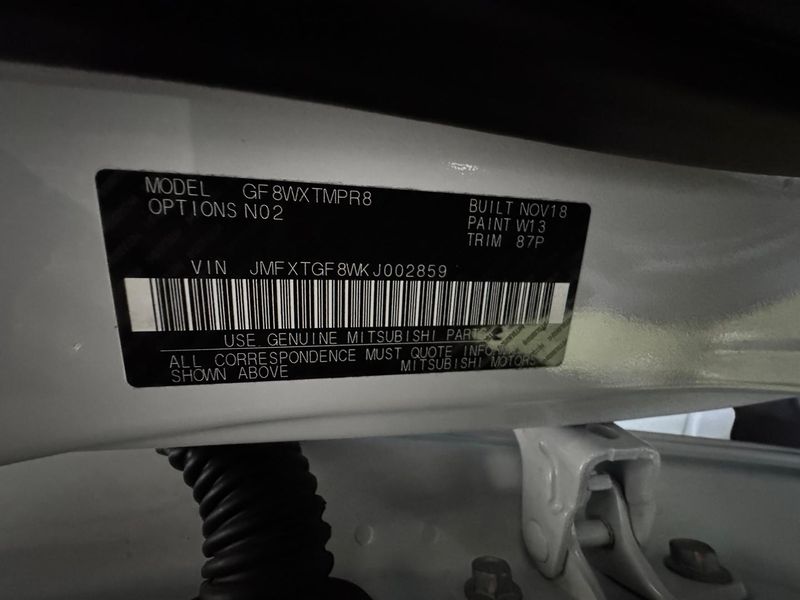 MODEL GF8WXTMPR8
OPTIONS N02
BUILT NOV18
PAINT W13
TRIM 87P
VIN JMFXTGF8WKJ002859
USE GENUINE MITSUBISHI PARTS
ALL CORRESPONDENCE MUST QUOTE
SHOWN ABOVE
MITSUBISHI MOTORS